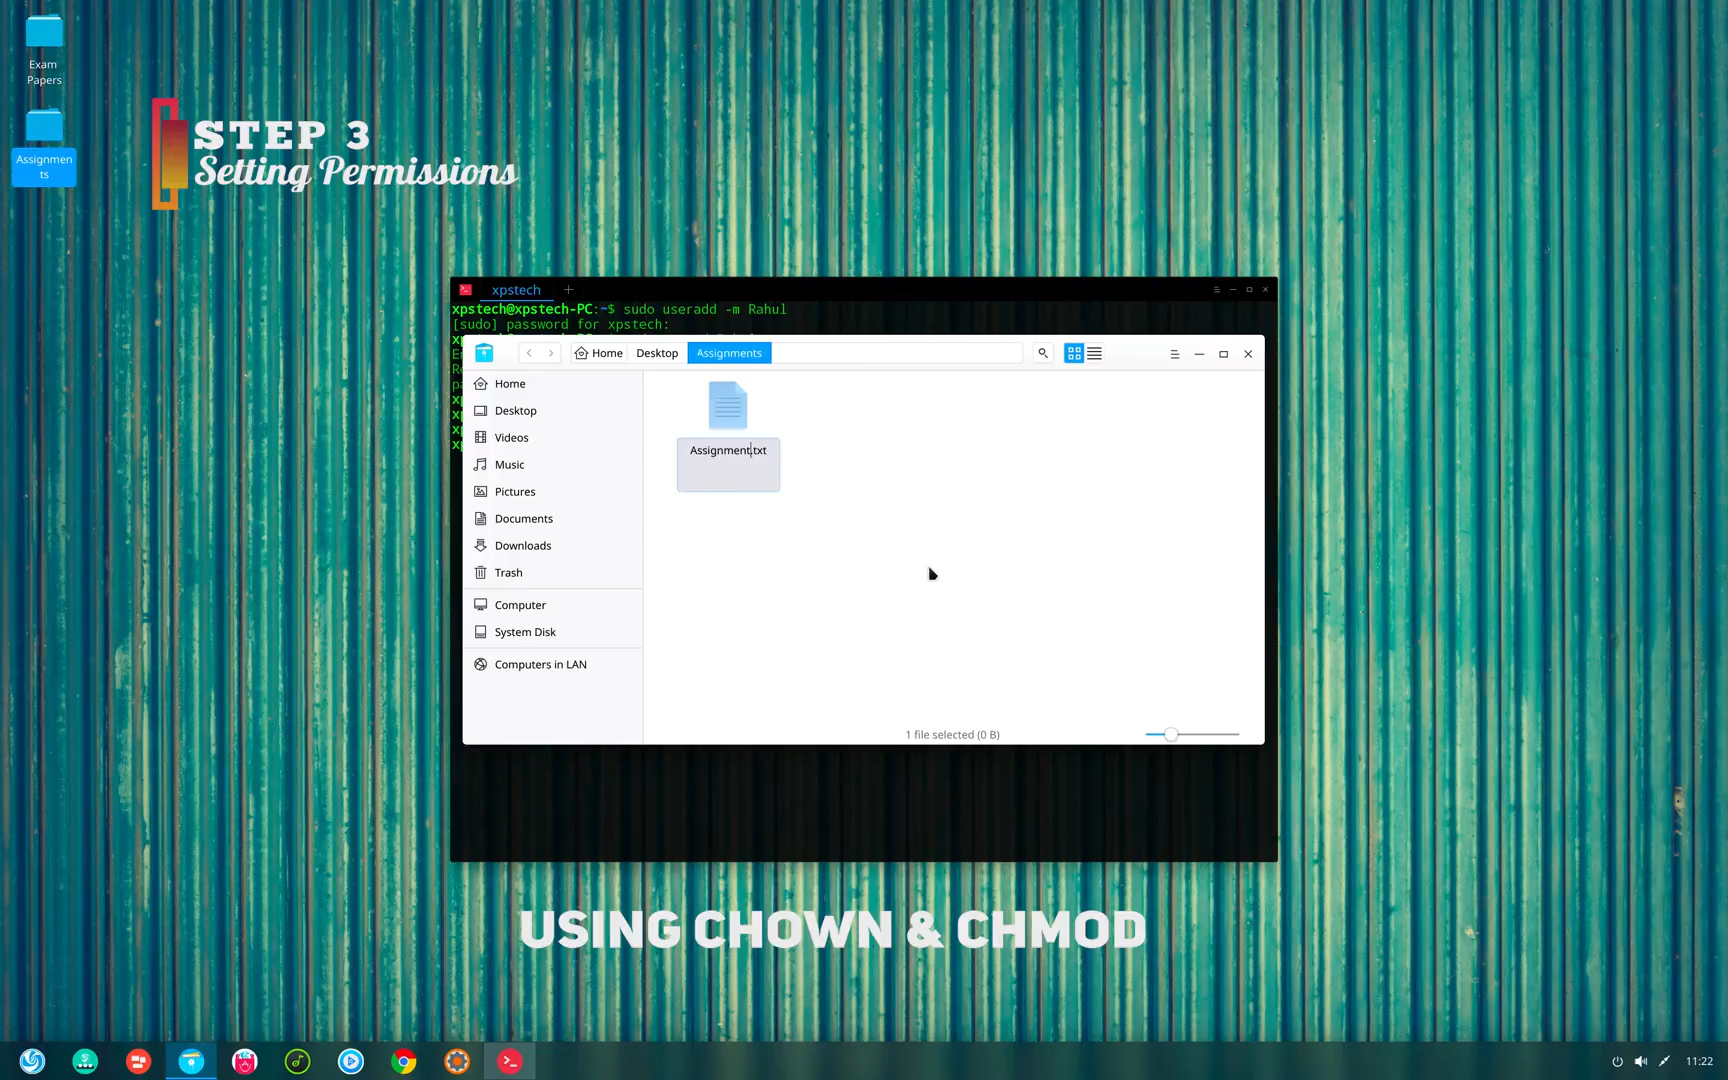 Exam
Papers
Assignmen
ts
STEP 3
Setting Permissions
xpstech
xpstech@xpstech-PC:~$ sudo useradd -m Rahul
[sudo] password for xpstech:
Home
Desktop
Assignments
Home
Desktop
Videos
Music
Pictures
Documents
Downloads
Trash
Computer
System Disk
Computers in LAN
Assignment.txt
1 file selected (0 B)
USING CHOWN & CHMOD
11:22